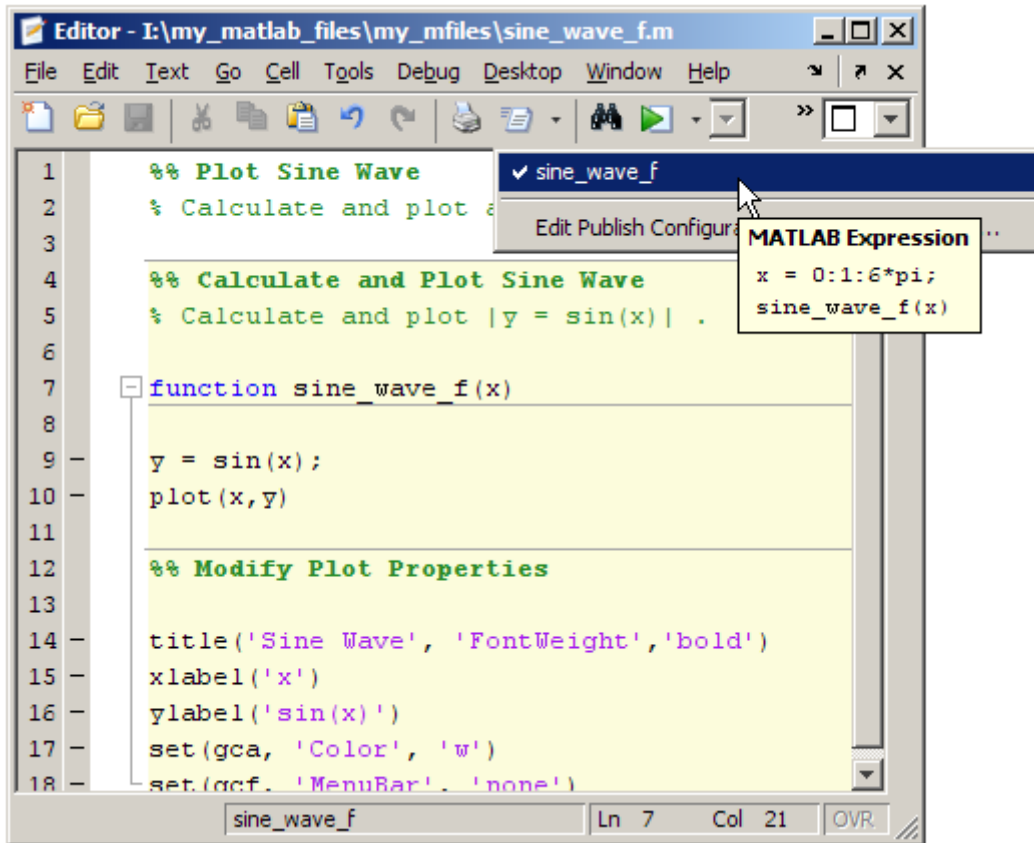 Editor - I:\my_matlab_files\my_mfiles\sine_wave_f.m
File Edit Text Go Cell Tools Debug Desktop Window Help
1 %% Plot Sine Wave
✓ sine_wave_f
2 % Calculate and plot a
Edit Publish Configura ..
MATLAB Expression
x = 0:1:6*pi;
sine_wave_f(x)
3
4 %% Calculate and Plot Sine Wave
5 % Calculate and plot |y = sin(x)| .
6
7 function sine_wave_f(x)
8
9 y = sin(x);
10 plot(x,y)
11
12 %% Modify Plot Properties
13
14 title('Sine Wave', 'FontWeight','bold')
15 xlabel('x')
16 ylabel('sin(x)')
17 set(gca, 'Color', 'w')
18 set(gcf, 'MenuBar', 'none')
sine_wave_f Ln 7 Col 21 OVR